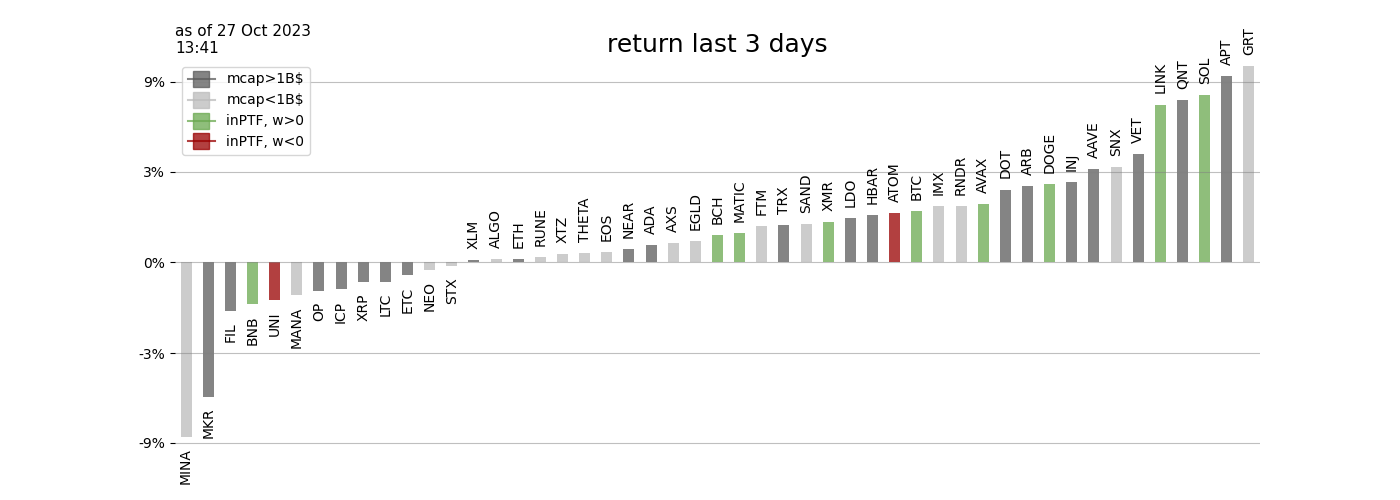 as of 27 Oct 2023
13:41
return last 3 days
mcap>1B$
mcap<1B$
inPTF, w>0
inPTF, w<0
9%
3%
0%
-3%
-9%
MINA
MKR
FIL
BNB
UNI
MANA
OP
ICP
XRP
LTC
ETC
NEO
STX
XLM
ALGO
ETH
RUNE
XTZ
THETA
EOS
NEAR
ADA
AXS
EGLD
BCH
MATIC
FTM
TRX
SAND
XMR
LDO
HBAR
ATOM
BTC
IMX
RNDR
AVAX
DOT
ARB
DOGE
INJ
AAVE
SNX
VET
LINK
QNT
SOL
APT
GRT